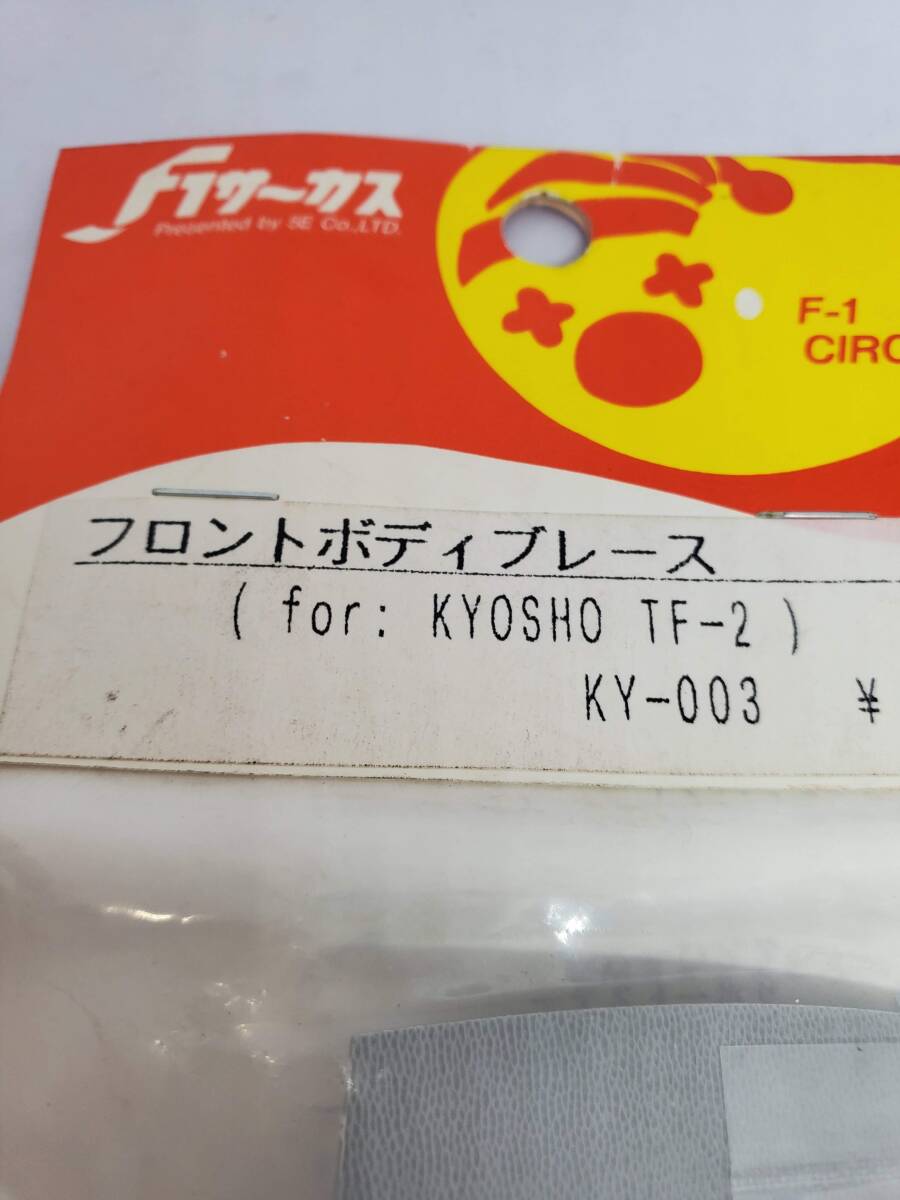 F1サーカス
Presented by 5E Co.,LTD.
F-1
CIRC
フロントボディブレース
( for: KYOSHO TF-2 )
KY-003 ¥